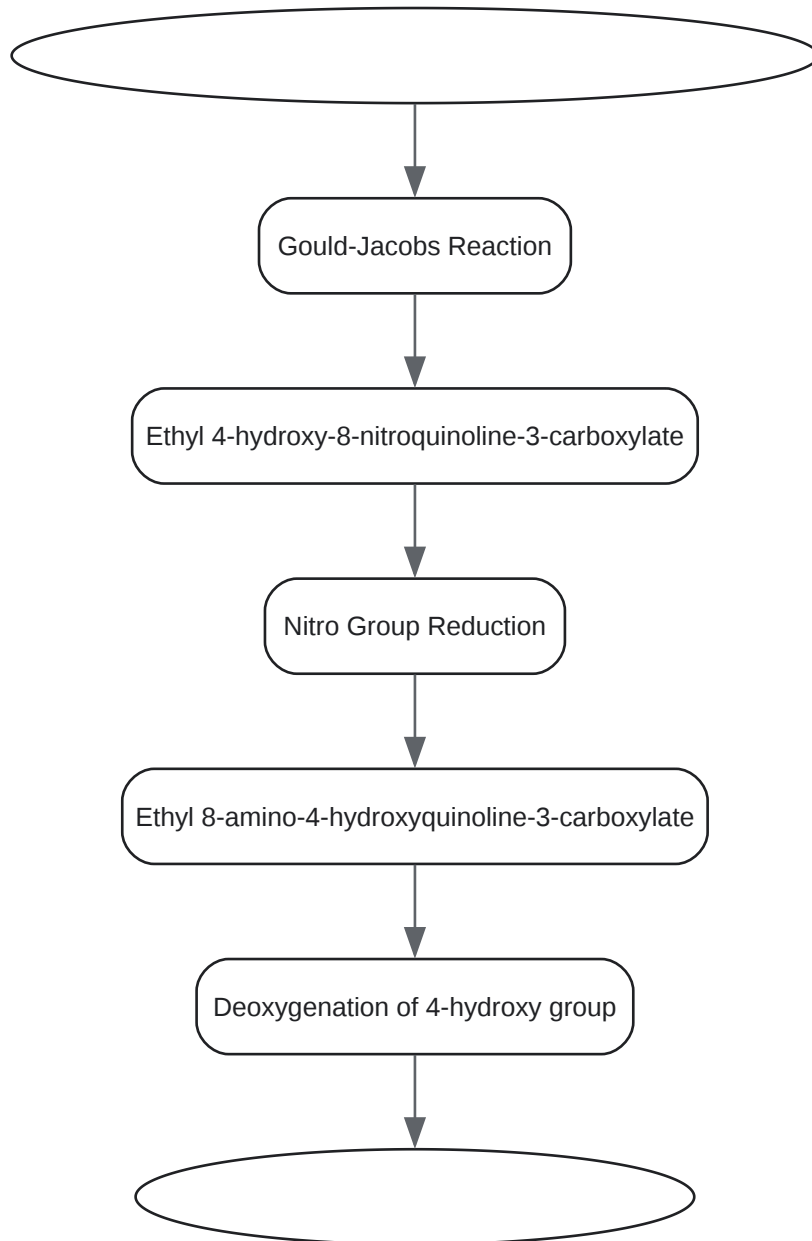 Gould-Jacobs Reaction
Ethyl 4-hydroxy-8-nitroquinoline-3-carboxylate
Nitro Group Reduction
Ethyl 8-amino-4-hydroxyquinoline-3-carboxylate
Deoxygenation of 4-hydroxy group